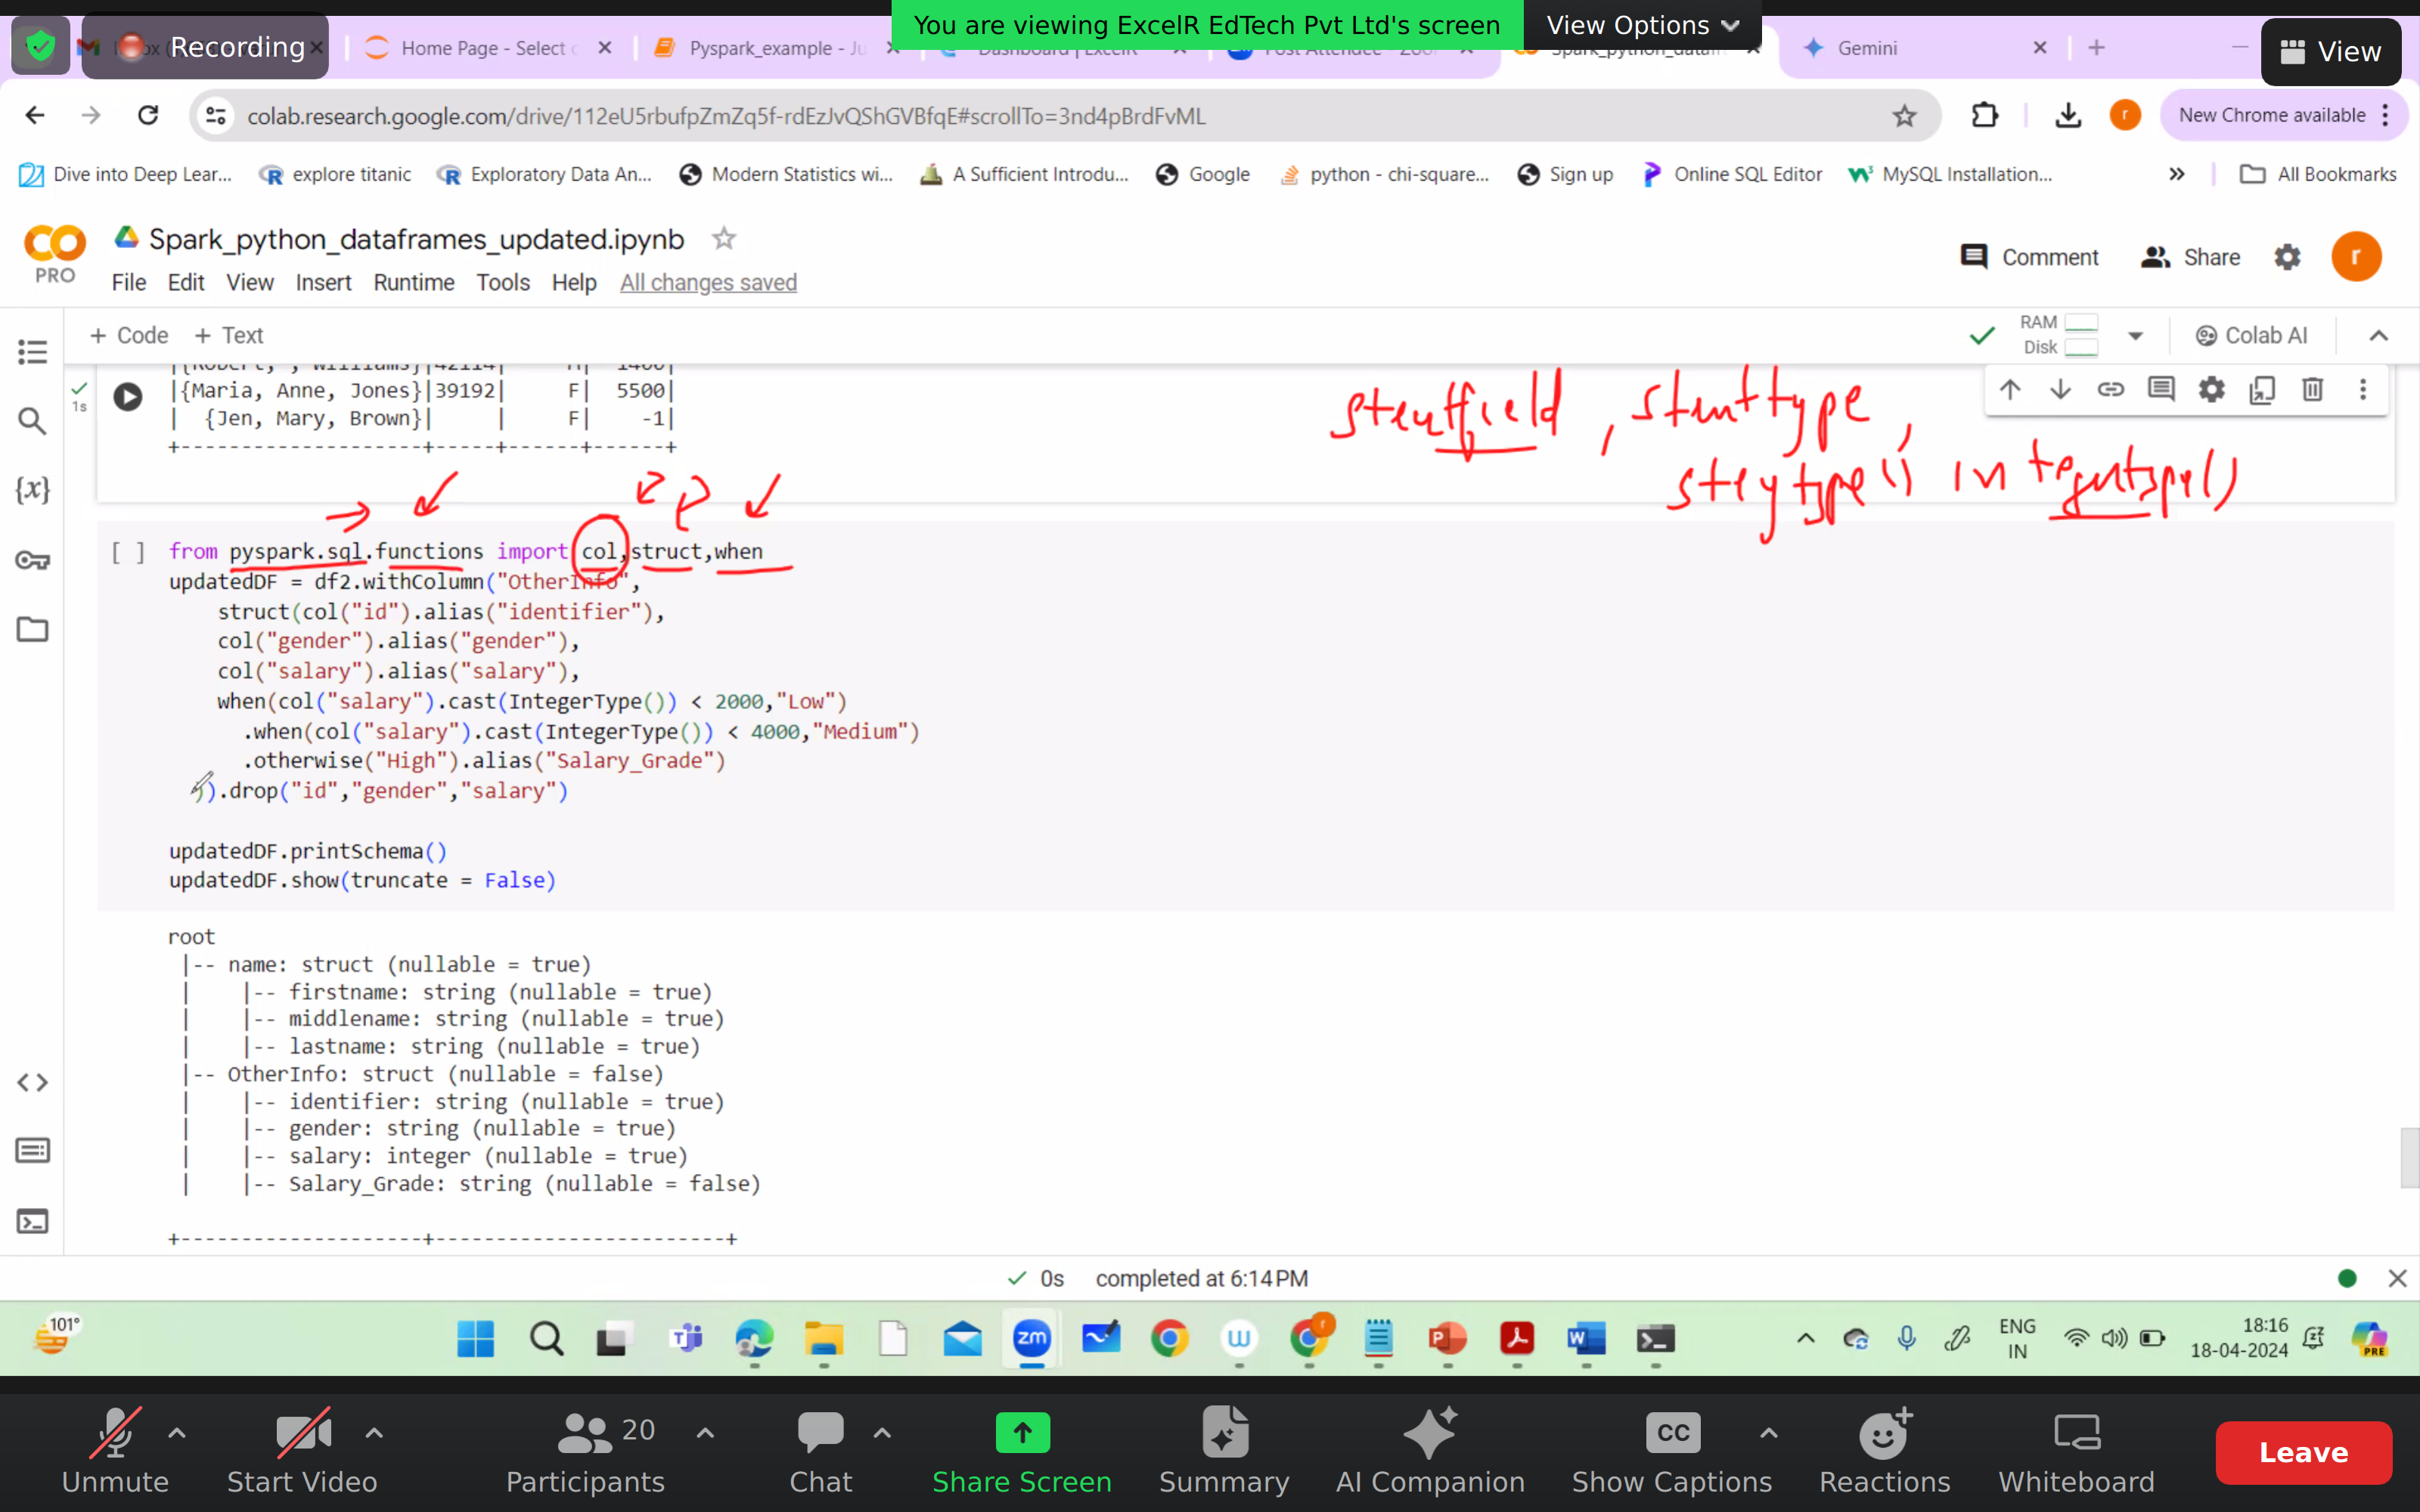 You are viewing ExcelR EdTech Pvt Ltd's screen View Options
Recording
Home Page - Select
Pyspark_example - Ju
Dashboard | ExcelR
Gemini
View
colab.research.google.com/drive/112eU5rbufpZmZq5f-rdEzJvQShGVBfqE#scrollTo=3nd4pBrdFvML
New Chrome available
Dive into Deep Lear... explore titanic Exploratory Data An... Modern Statistics wi... A Sufficient Introdu... Google python - chi-square... Sign up Online SQL Editor MySQL Installation... » All Bookmarks
CO
PRO
Spark_python_dataframes_updated.ipynb
Comment Share r
File Edit View Insert Runtime Tools Help All changes saved
+ Code + Text
RAM
Disk
Colab AI
1s
|{Maria, Anne, Jones}|39192| F| 5500|
| {Jen, Mary, Brown}| | F| -1|
+--------------------+-----+------+------+
[ ] from pyspark.sql.functions import col,struct,when
updatedDF = df2.withColumn("OtherInfo",
struct(col("id").alias("identifier"),
col("gender").alias("gender"),
col("salary").alias("salary"),
when(col("salary").cast(IntegerType()) < 2000,"Low")
.when(col("salary").cast(IntegerType()) < 4000,"Medium")
.otherwise("High").alias("Salary_Grade")
)).drop("id","gender","salary")
updatedDF.printSchema()
updatedDF.show(truncate = False)
root
|-- name: struct (nullable = true)
| |-- firstname: string (nullable = true)
| |-- middlename: string (nullable = true)
| |-- lastname: string (nullable = true)
|-- OtherInfo: struct (nullable = false)
| |-- identifier: string (nullable = true)
| |-- gender: string (nullable = true)
| |-- salary: integer (nullable = true)
| |-- Salary_Grade: string (nullable = false)
+--------------------+------------------------+
0s completed at 6:14 PM
101°
zm
ENG
IN
18:16
18-04-2024
PRE
20
CC
Unmute Start Video Participants Chat Share Screen Summary AI Companion Show Captions Reactions Whiteboard Leave